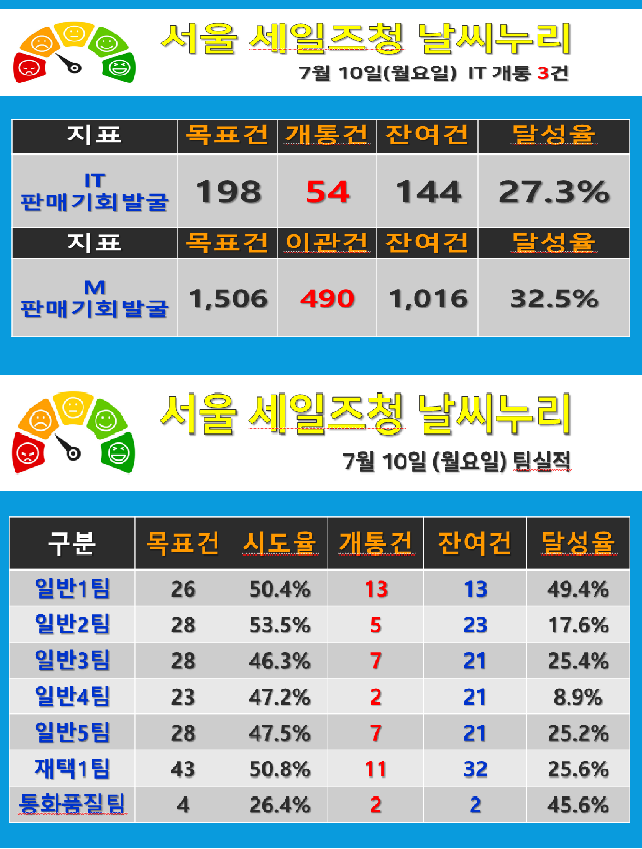 서울 세일즈청 날씨누리
7월 10일(월요일) IT 개통 3건
지표 목표건 개통건 잔여건 달성율
IT
판매기회발굴 198 54 144 27.3%
지표 목표건 이관건 잔여건 달성율
M
판매기회발굴 1,506 490 1,016 32.5%
서울 세일즈청 날씨누리
7월 10일 (월요일) 팀실적
구분 목표건 시도율 개통건 잔여건 달성율
일반1팀 26 50.4% 13 13 49.4%
일반2팀 28 53.5% 5 23 17.6%
일반3팀 28 46.3% 7 21 25.4%
일반4팀 23 47.2% 2 21 8.9%
일반5팀 28 47.5% 7 21 25.2%
재택1팀 43 50.8% 11 32 25.6%
통화품질팀 4 26.4% 2 2 45.6%